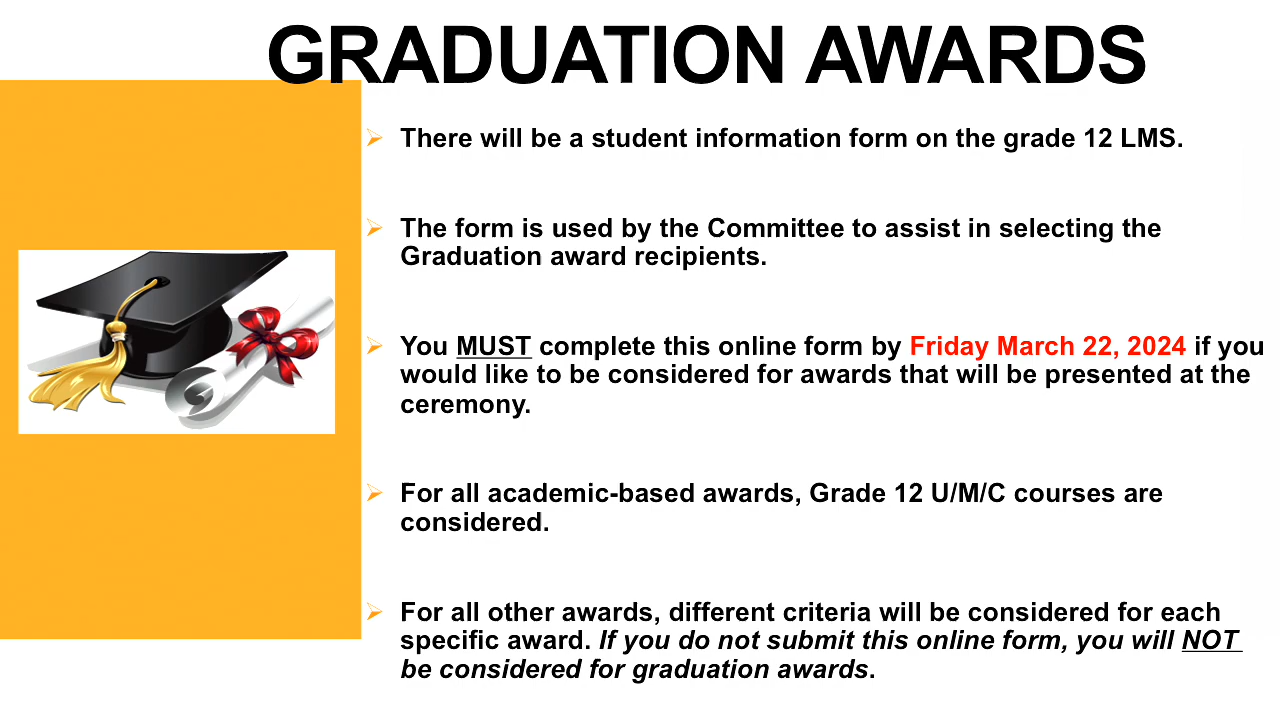 GRADUATION AWARDS
There will be a student information form on the grade 12 LMS.
The form is used by the Committee to assist in selecting the
Graduation award recipients.
You MUST complete this online form by Friday March 22, 2024 if you
would like to be considered for awards that will be presented at the
ceremony.
For all academic-based awards, Grade 12 U/M/C courses are
considered.
For all other awards, different criteria will be considered for each
specific award. If you do not submit this online form, you will NOT
be considered for graduation awards.